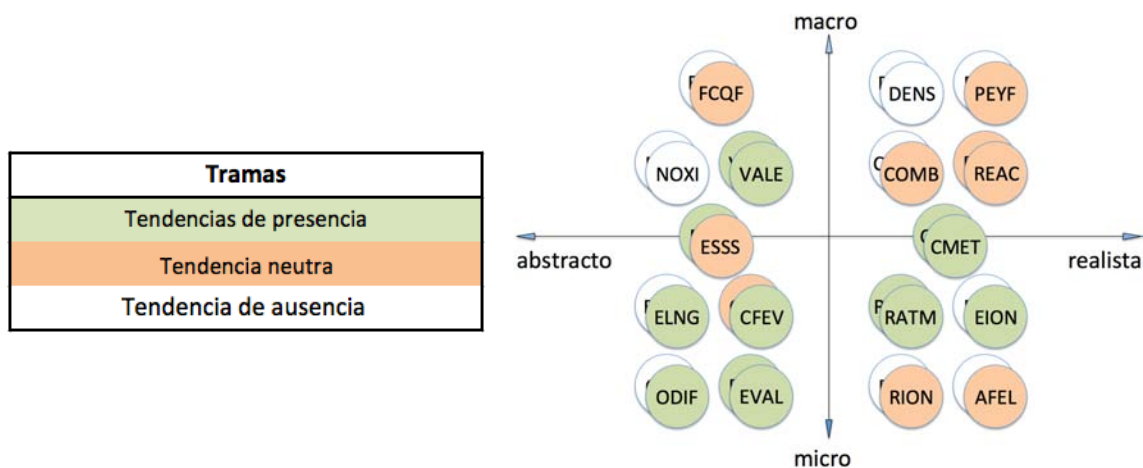 Tramas
Tendencias de presencia
Tendencia neutra
Tendencia de ausencia
macro
FCQF
DENS
PEYF
NOXI
VALE
COMB
REAC
ESSS
CMET
abstracto
realista
ELNG
CFEV
RATM
EION
ODIF
EVAL
RION
AFEL
micro